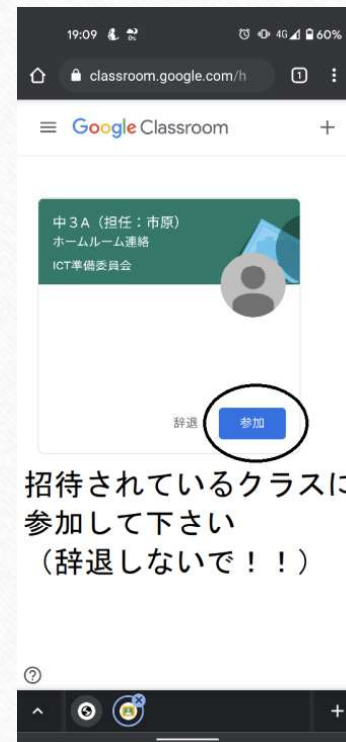 19:09
4G 60%
classroom.google.com/h
1
Google Classroom
中３A（担任：市原）
ホームルーム連絡
ICT準備委員会
辞退
参加
招待されているクラスに
参加して下さい
（辞退しないで！！）